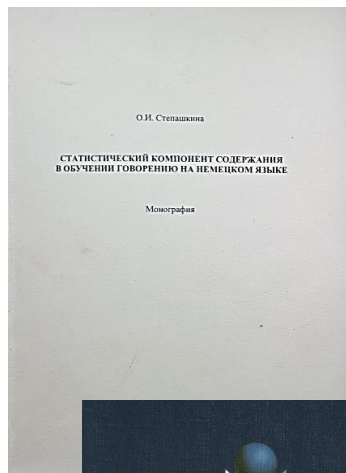 О.И. Степашкина
СТАТИСТИЧЕСКИЙ КОМПОНЕНТ СОДЕРЖАНИЯ
В ОБУЧЕНИИ ГОВОРЕНИЮ НА НЕМЕЦКОМ ЯЗЫКЕ
Монография